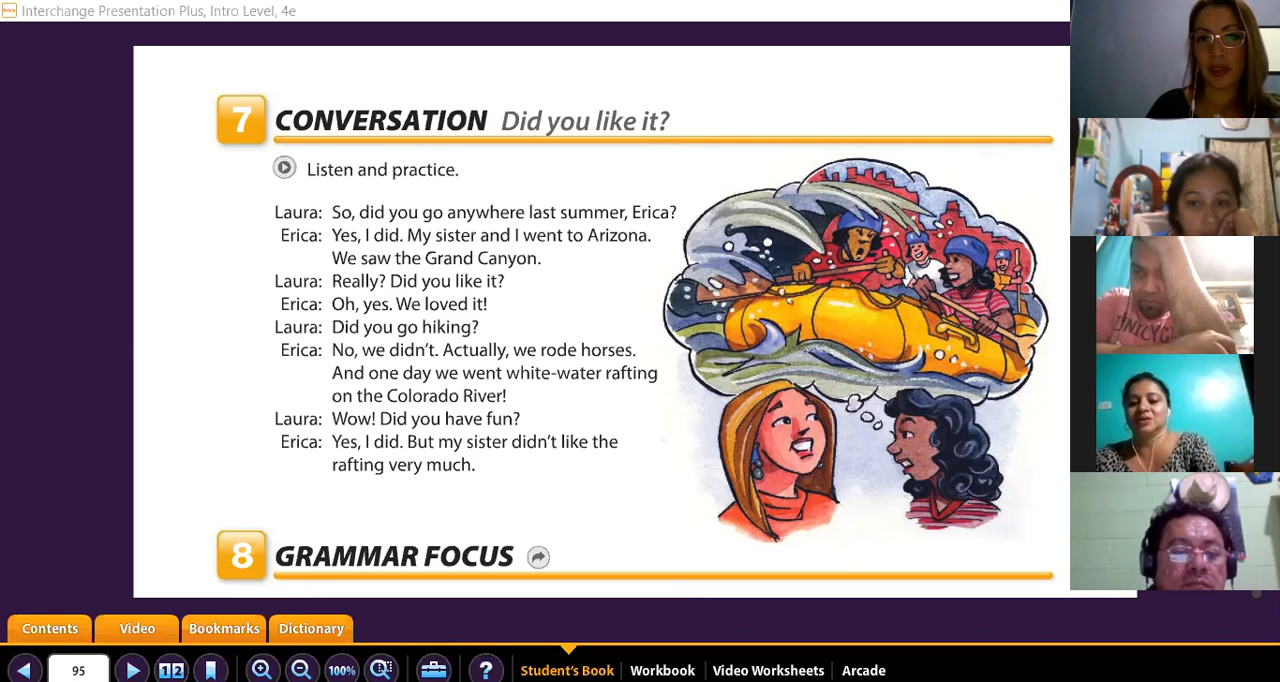 Interchange Presentation Plus, Intro Level, 4e
7 CONVERSATION Did you like it?
Listen and practice.
Laura: So, did you go anywhere last summer, Erica?
Erica: Yes, I did. My sister and I went to Arizona.
We saw the Grand Canyon.
Laura: Really? Did you like it?
Erica: Oh, yes. We loved it!
Laura: Did you go hiking?
Erica: No, we didn't. Actually, we rode horses.
And one day we went white-water rafting
on the Colorado River!
Laura: Wow! Did you have fun?
Erica: Yes, I did. But my sister didn't like the
rafting very much.
8 GRAMMAR FOCUS
Contents Video Bookmarks Dictionary
95 12 100% ? Student's Book Workbook Video Worksheets Arcade